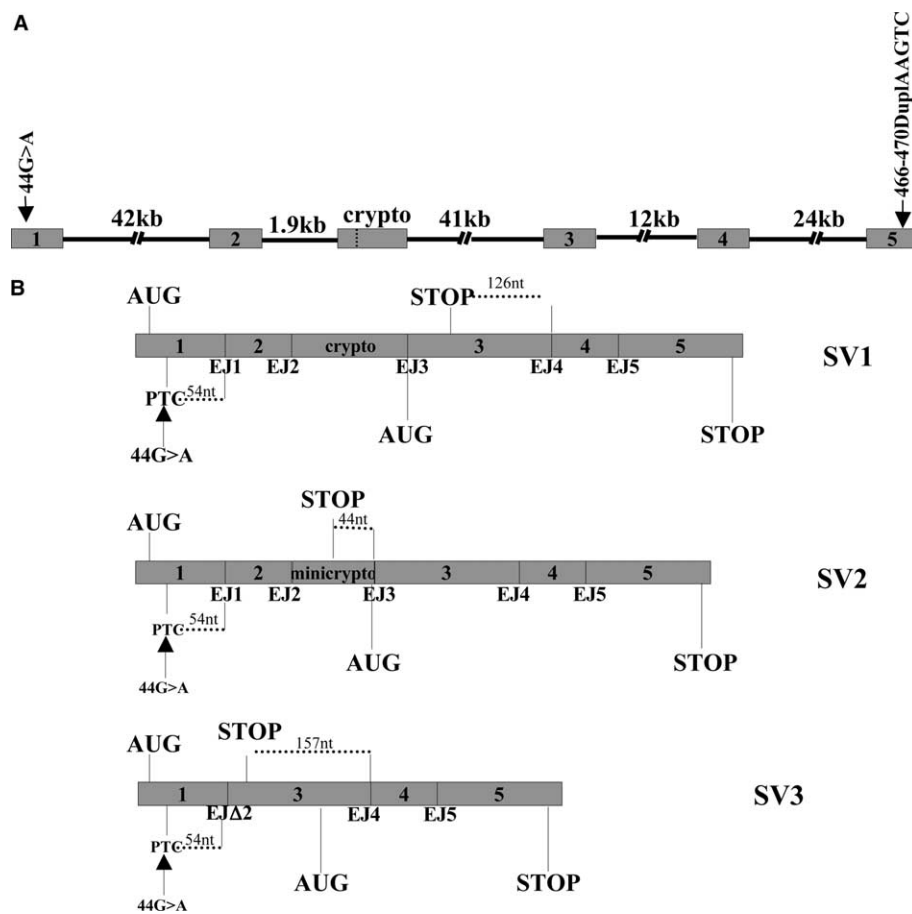 A
44G>A
466-470DuplAAGTC
42kb
1.9kb
crypto
41kb
12kb
24kb
1 2 3 4 5
B
AUG
STOP
126nt
1 2 crypto 3 4 5
SV1
EJ1 EJ2 EJ3 EJ4 EJ5
54nt
PTC
44G>A
AUG
STOP
STOP
44nt
AUG
1 2 minicrypto 3 4 5
SV2
EJ1 EJ2 EJ3 EJ4 EJ5
54nt
PTC
44G>A
AUG
STOP
STOP
157nt
AUG
1 3 4 5
SV3
EJΔ2 EJ4 EJ5
54nt
PTC
44G>A
AUG
STOP